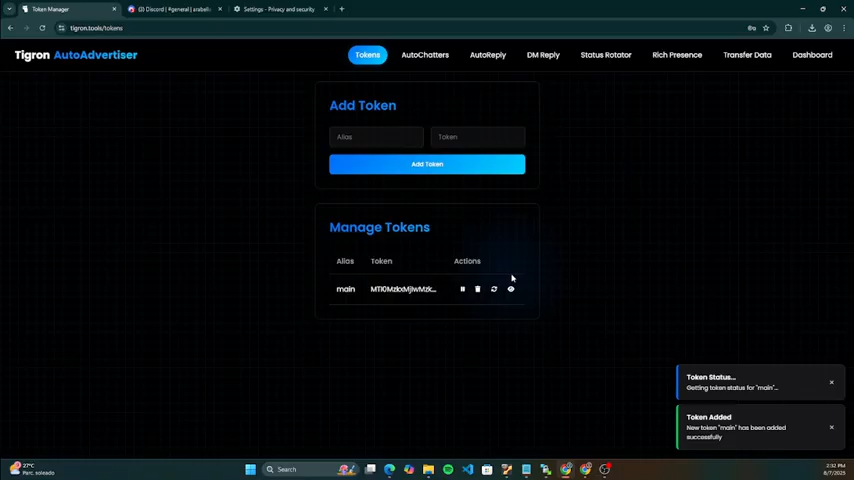 Token Manager
(2) Discord | #general | arabelio
Settings - Privacy and security
tigron.tools/tokens
Tigron AutoAdvertiser
Tokens
AutoChatters
AutoReply
DM Reply
Status Rotator
Rich Presence
Transfer Data
Dashboard
Add Token
Alias
Token
Add Token
Manage Tokens
Alias Token Actions
main
Token Status...
Getting token status for "main"...
Token Added
New token "main" has been added
successfully
27°C
Parc. soleado
Search
2:32 PM
8/7/2025